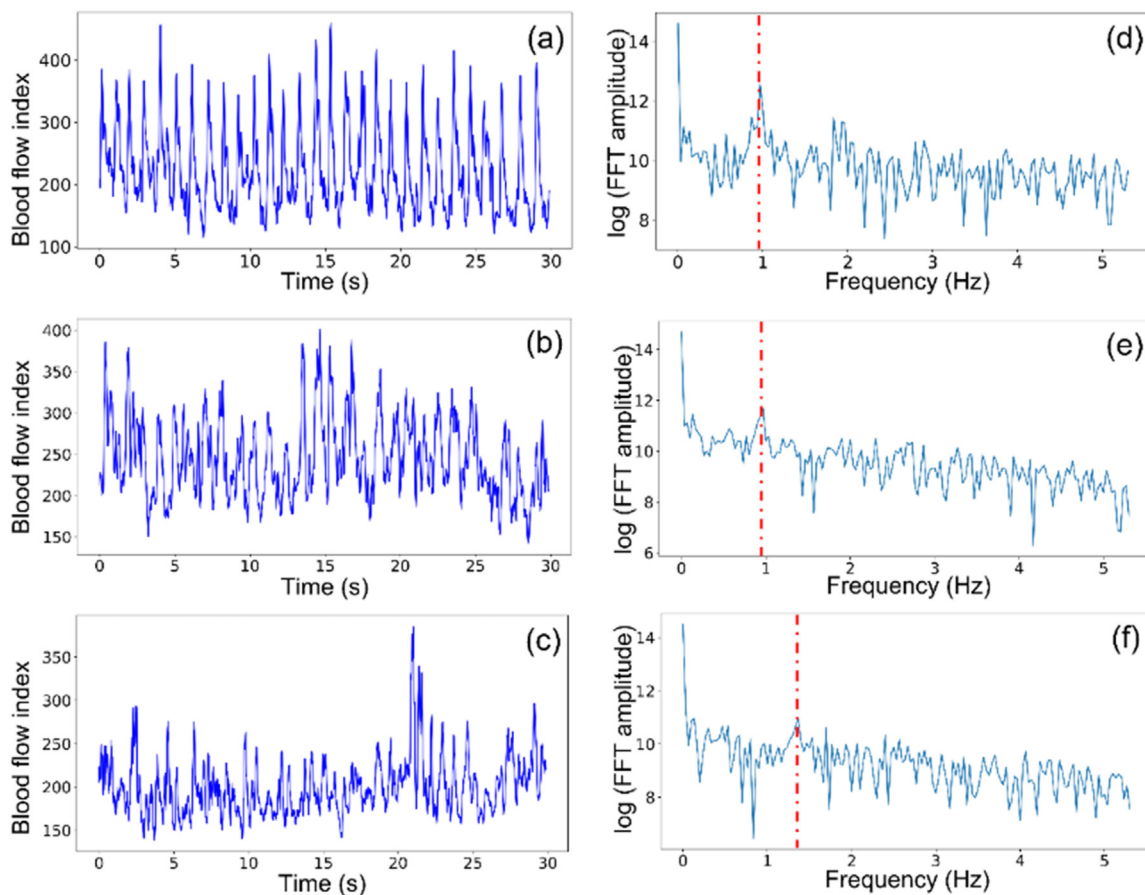 (a)
Blood flow index
400
300
200
100
0 5 10 15 20 25 30
Time (s)
(d)
log (FFT amplitude)
14
12
10
8
0 1 2 3 4 5
Frequency (Hz)
(b)
Blood flow index
400
350
300
250
200
150
0 5 10 15 20 25 30
Time (s)
(e)
log (FFT amplitude)
14
12
10
8
6
0 1 2 3 4 5
Frequency (Hz)
(c)
Blood flow index
350
300
250
200
150
0 5 10 15 20 25 30
Time (s)
(f)
log (FFT amplitude)
14
12
10
8
0 1 2 3 4 5
Frequency (Hz)